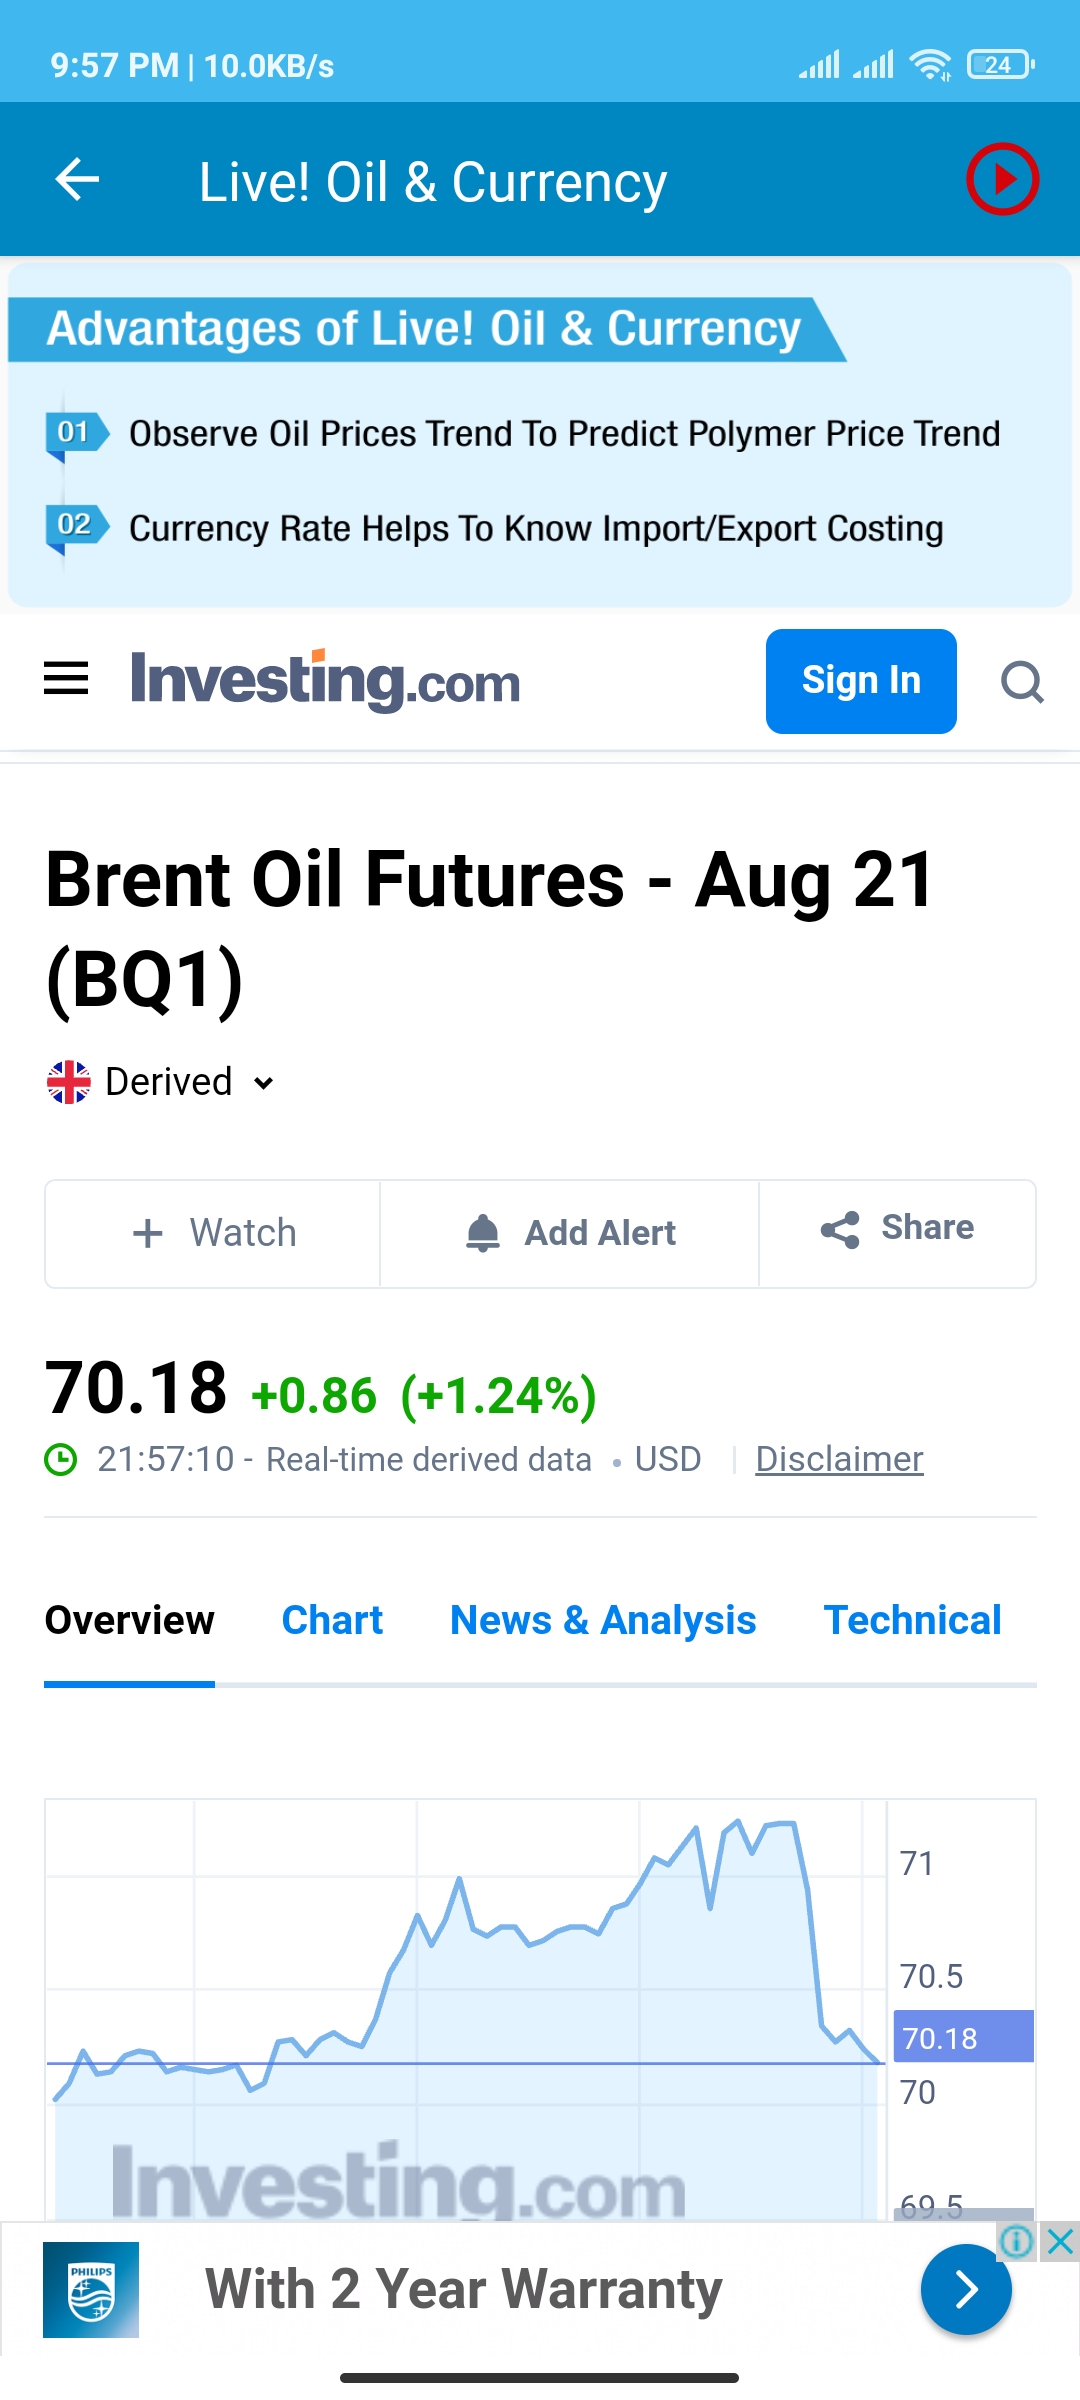 9:57 PM | 10.0KB/s
24
Live! Oil & Currency
Advantages of Live! Oil & Currency
01 Observe Oil Prices Trend To Predict Polymer Price Trend
02 Currency Rate Helps To Know Import/Export Costing
Investing.com
Sign In
Brent Oil Futures - Aug 21
(BQ1)
Derived
+ Watch
Add Alert
Share
70.18 +0.86 (+1.24%)
21:57:10 - Real-time derived data • USD | Disclaimer
Overview Chart News & Analysis Technical
71
70.5
70.18
70
69.5
Investing.com
PHILIPS
With 2 Year Warranty